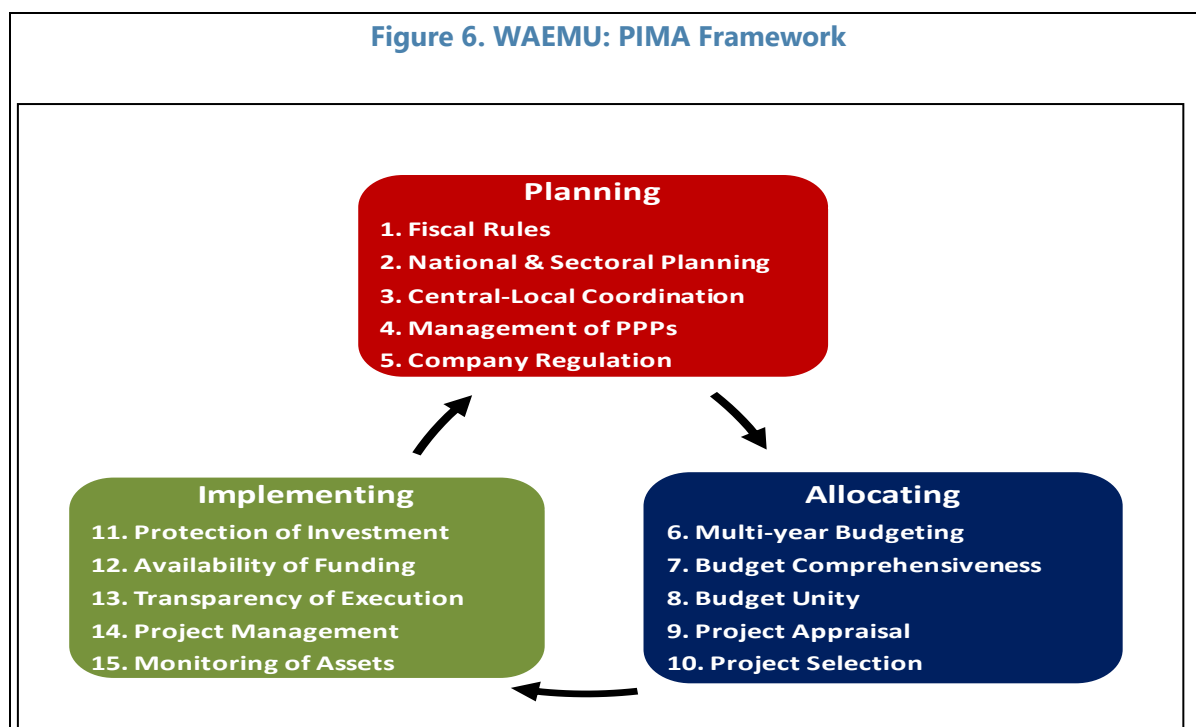 Figure 6. WAEMU: PIMA Framework
Planning
1. Fiscal Rules
2. National & Sectoral Planning
3. Central-Local Coordination
4. Management of PPPs
5. Company Regulation
Implementing
11. Protection of Investment
12. Availability of Funding
13. Transparency of Execution
14. Project Management
15. Monitoring of Assets
Allocating
6. Multi-year Budgeting
7. Budget Comprehensiveness
8. Budget Unity
9. Project Appraisal
10. Project Selection